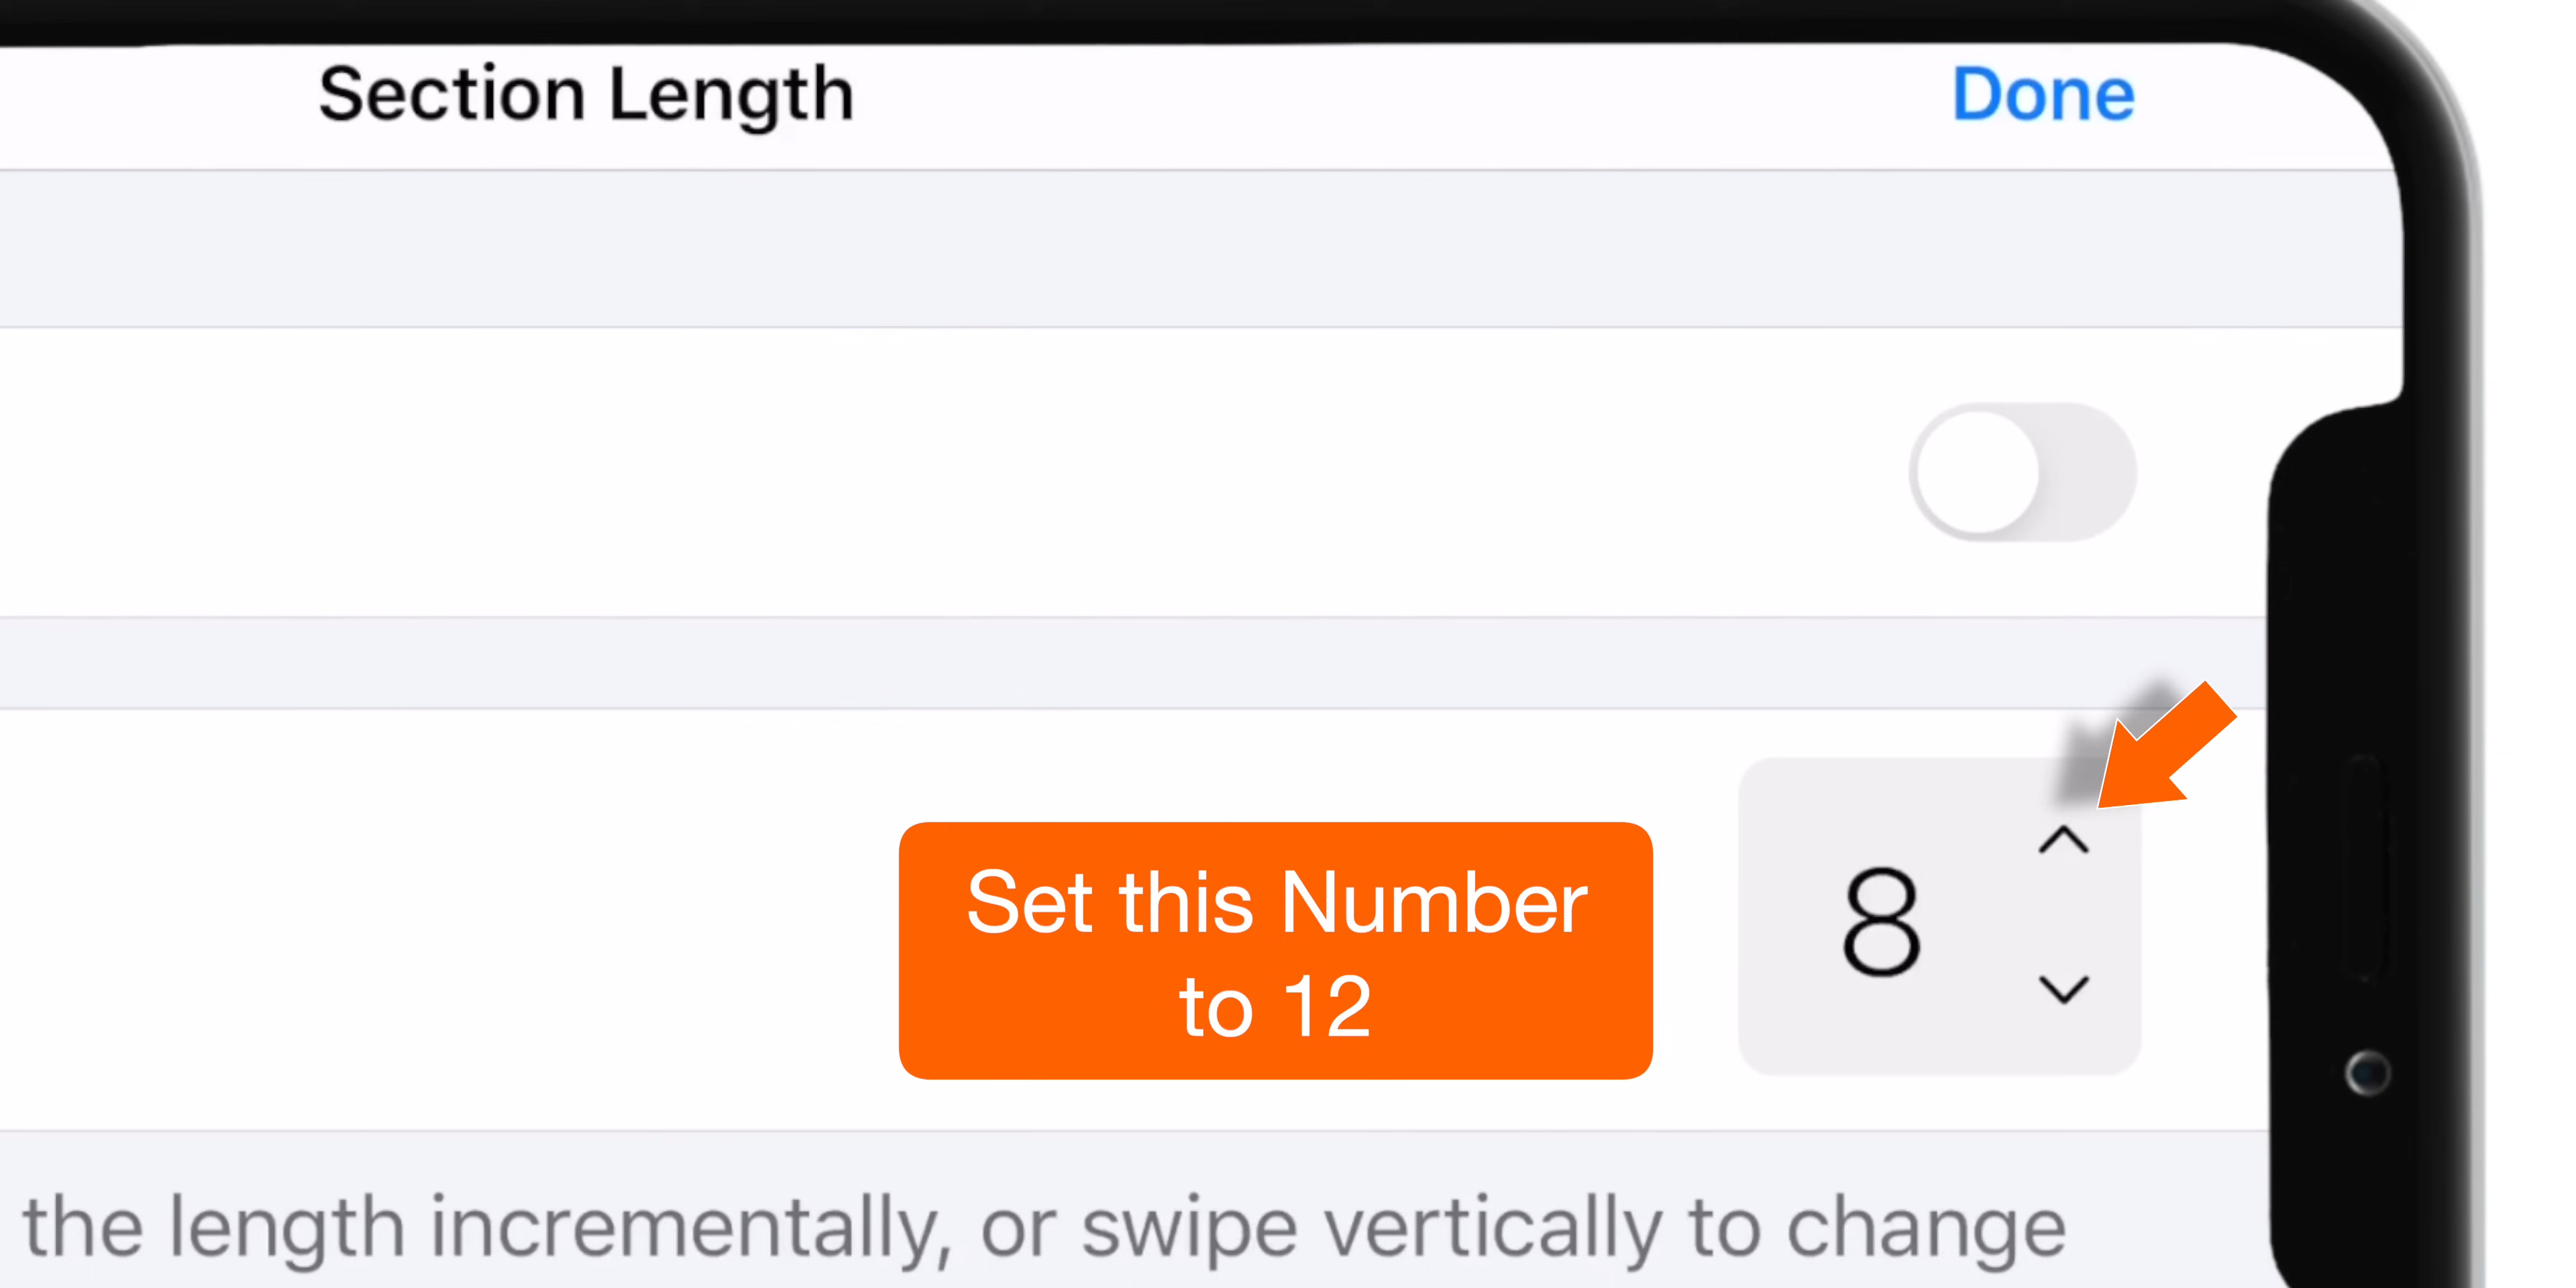 Section Length
Done
Set this Number
to 12
8
the length incrementally, or swipe vertically to change